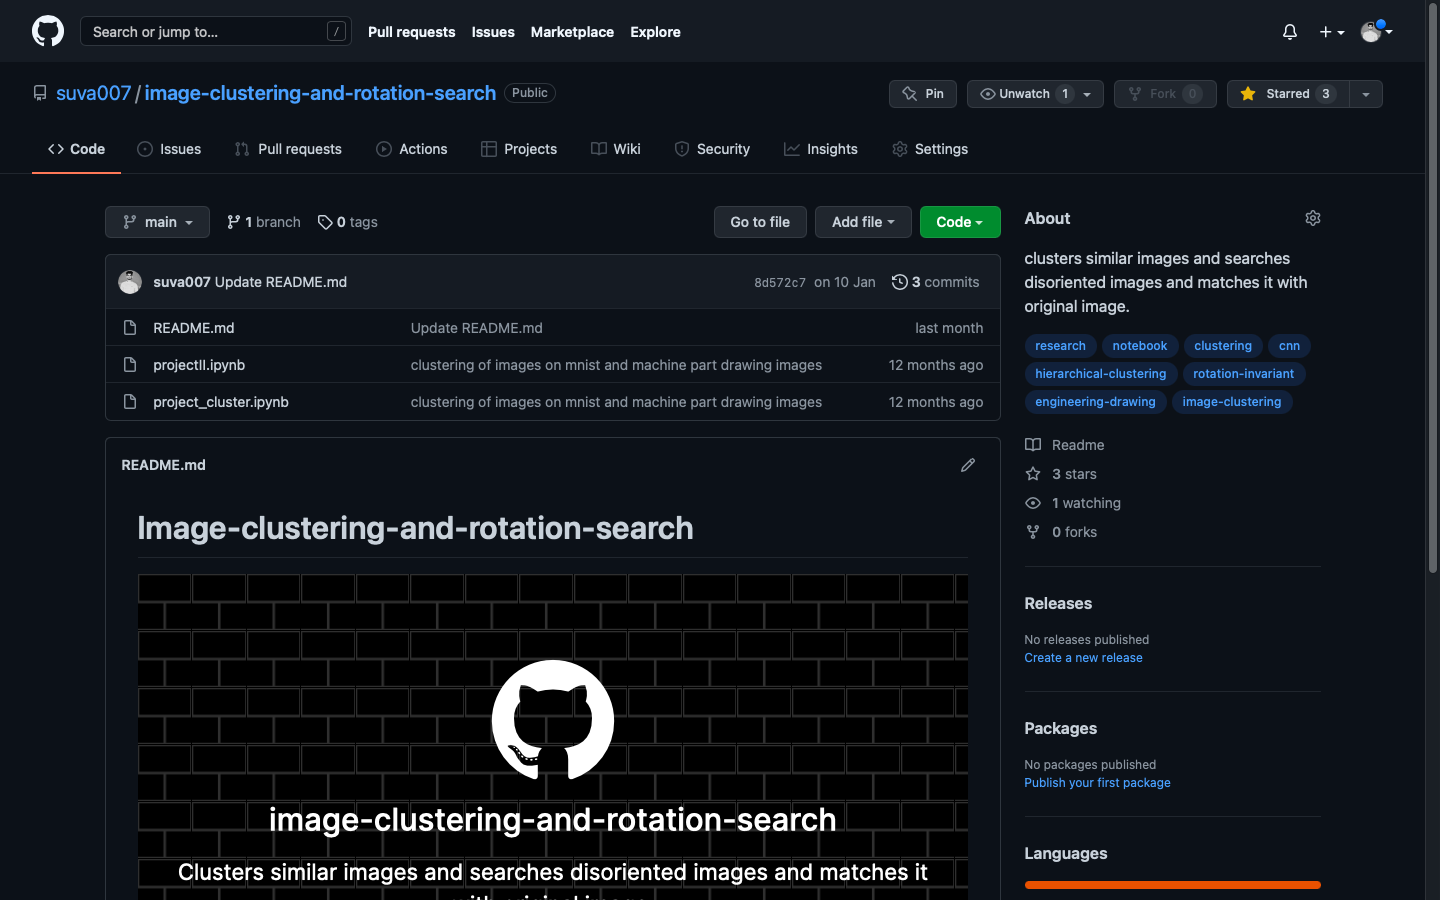 Search or jump to... /
Pull requests Issues Marketplace Explore
suva007 / image-clustering-and-rotation-search Public
Pin Unwatch 1 Fork 0 Starred 3
Code Issues Pull requests Actions Projects Wiki Security Insights Settings
main 1 branch 0 tags Go to file Add file Code
suva007 Update README.md 8d572c7 on 10 Jan 3 commits
README.md Update README.md last month
projectII.ipynb clustering of images on mnist and machine part drawing images 12 months ago
project_cluster.ipynb clustering of images on mnist and machine part drawing images 12 months ago
README.md
Image-clustering-and-rotation-search
image-clustering-and-rotation-search
Clusters similar images and searches disoriented images and matches it
with original image
About
clusters similar images and searches
disoriented images and matches it with
original image.
research notebook clustering cnn
hierarchical-clustering rotation-invariant
engineering-drawing image-clustering
Readme
3 stars
1 watching
0 forks
Releases
No releases published
Create a new release
Packages
No packages published
Publish your first package
Languages